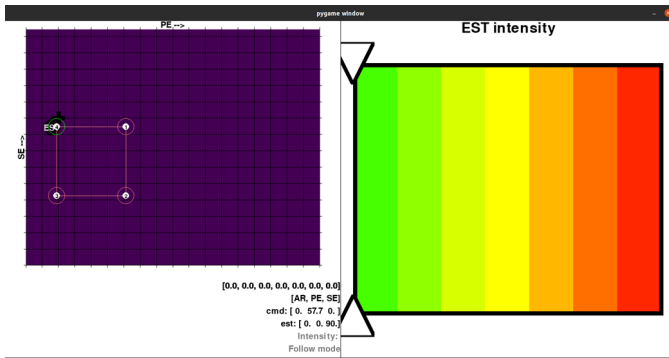 pygame window
PE -->
EST intensity
ES
SE -->
[0.0, 0.0, 0.0, 0.0, 0.0, 0.0, 0.0]
[AR, PE, SE]
cmd: [ 0. 57.7 0. ]
est: [ 0. 0. 90.]
Intensity:
Follow mode